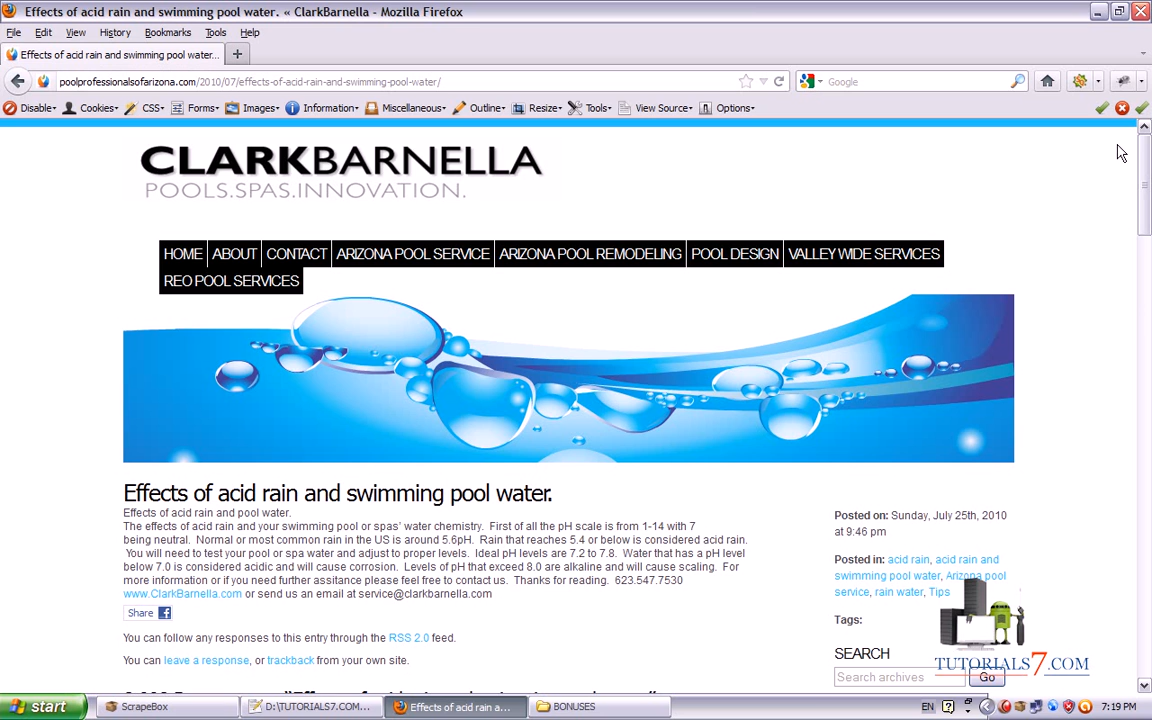 Effects of acid rain and swimming pool water. « ClarkBarnella - Mozilla Firefox
File Edit View History Bookmarks Tools Help
Effects of acid rain and swimming pool water...
poolprofessionalsofarizona.com/2010/07/effects-of-acid-rain-and-swimming-pool-water/
Google
Disable Cookies CSS Forms Images Information Miscellaneous Outline Resize Tools View Source Options
CLARKBARNELLA
POOLS.SPAS.INNOVATION.
HOME ABOUT CONTACT ARIZONA POOL SERVICE ARIZONA POOL REMODELING POOL DESIGN VALLEY WIDE SERVICES
REO POOL SERVICES
Effects of acid rain and swimming pool water.
Effects of acid rain and pool water.
The effects of acid rain and your swimming pool or spas' water chemistry. First of all the pH scale is from 1-14 with 7
being neutral. Normal or most common rain in the US is around 5.6pH. Rain that reaches 5.4 or below is considered acid rain.
You will need to test your pool or spa water and adjust to proper levels. Ideal pH levels are 7.2 to 7.8. Water that has a pH level
below 7.0 is considered acidic and will cause corrosion. Levels of pH that exceed 8.0 are alkaline and will cause scaling. For
more information or if you need further assitance please feel free to contact us. Thanks for reading. 623.547.7530
www.ClarkBarnella.com or send us an email at service@clarkbarnella.com
Share
You can follow any responses to this entry through the RSS 2.0 feed.
You can leave a response, or trackback from your own site.
Posted on: Sunday, July 25th, 2010
at 9:46 pm
Posted in: acid rain, acid rain and
swimming pool water, Arizona pool
service, rain water, Tips
Tags:
SEARCH
Search archives Go
TUTORIALS7.COM
start ScrapeBox D:\TUTORIALS7.COM... Effects of acid rain a... BONUSES EN 7:19 PM